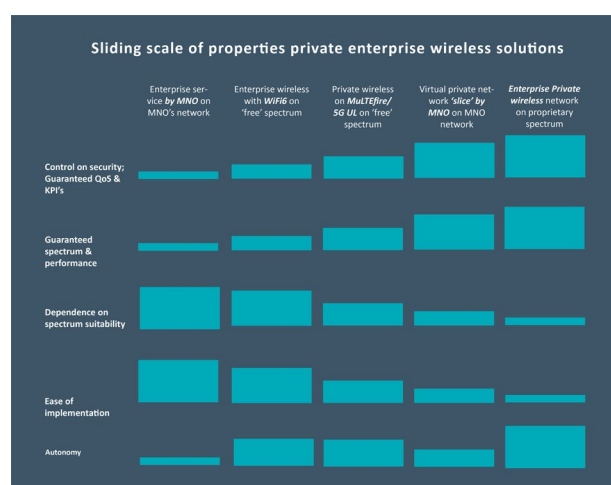 Sliding scale of properties private enterprise wireless solutions
Enterprise ser-
vice by MNO on
MNO's network
Enterprise wireless
with WiFi6 on
'free' spectrum
Private wireless
on MuLTEfire/
5G UL on 'free'
spectrum
Virtual private net-
work 'slice' by
MNO on MNO
network
Enterprise Private
wireless network
on proprietary
spectrum
Control on security;
Guaranteed QoS &
KPI's
Guaranteed
spectrum &
performance
Dependence on
spectrum suitability
Ease of
implementation
Autonomy